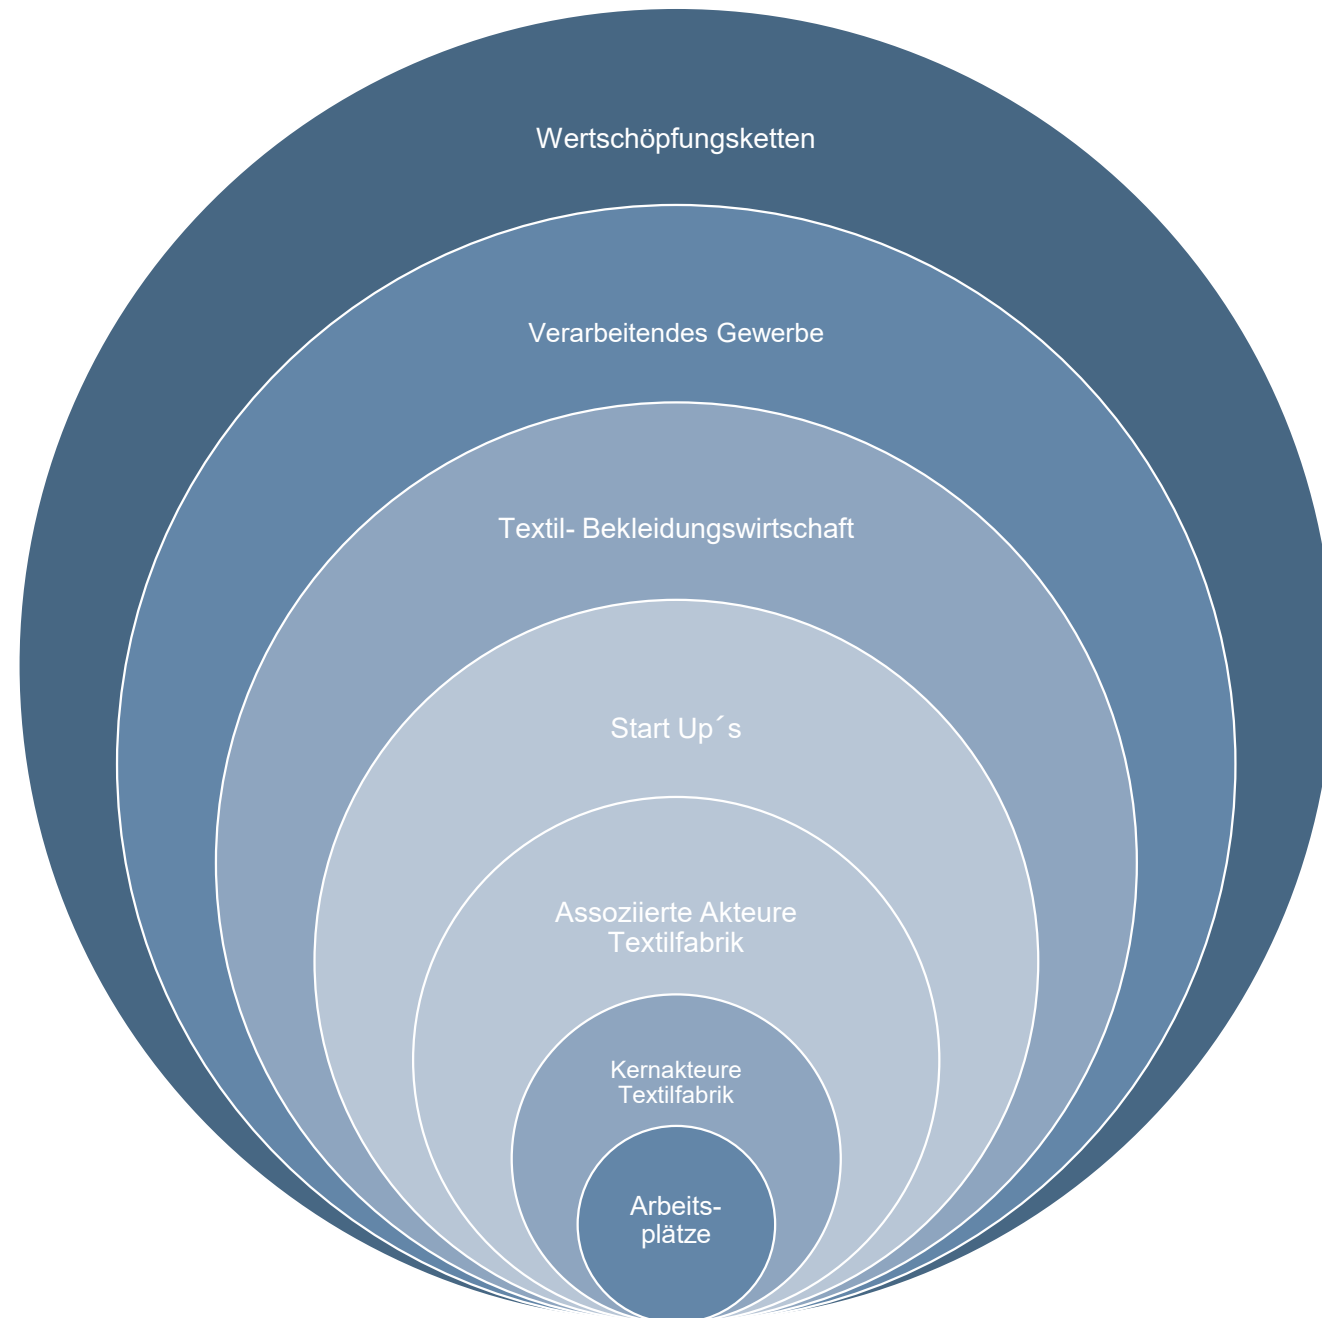 Wertschöpfungsketten
Verarbeitendes Gewerbe
Textil- Bekleidungswirtschaft
Start Up´s
Assoziierte Akteure
Textilfabrik
Kernakteure
Textilfabrik
Arbeits-
plätze